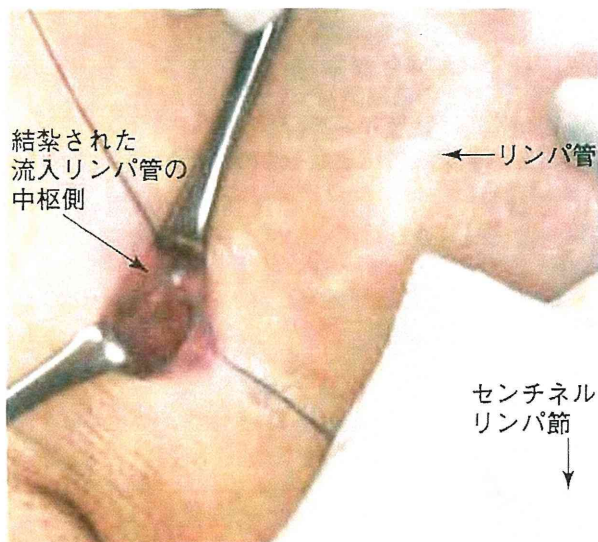 結紮された
流入リンパ管の
中枢側
リンパ管
センチネル
リンパ節